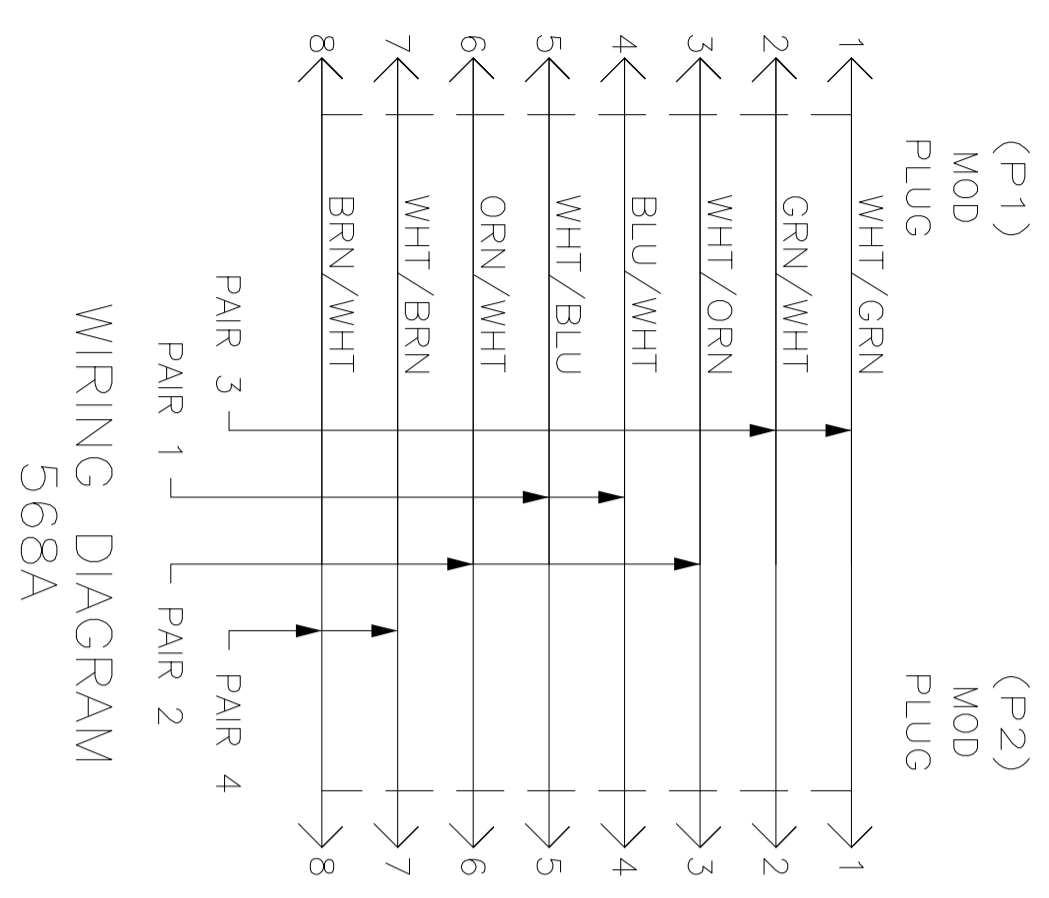 (P1)
MOD
PLUG
(P2)
MOD
PLUG
1 WHT/GRN 1
2 GRN/WHT 2
3 WHT/ORN 3
4 BLU/WHT 4
5 WHT/BLU 5
6 ORN/WHT 6
7 WHT/BRN 7
8 BRN/WHT 8
PAIR 3
PAIR 4
PAIR 1
PAIR 2
WIRING DIAGRAM
568A